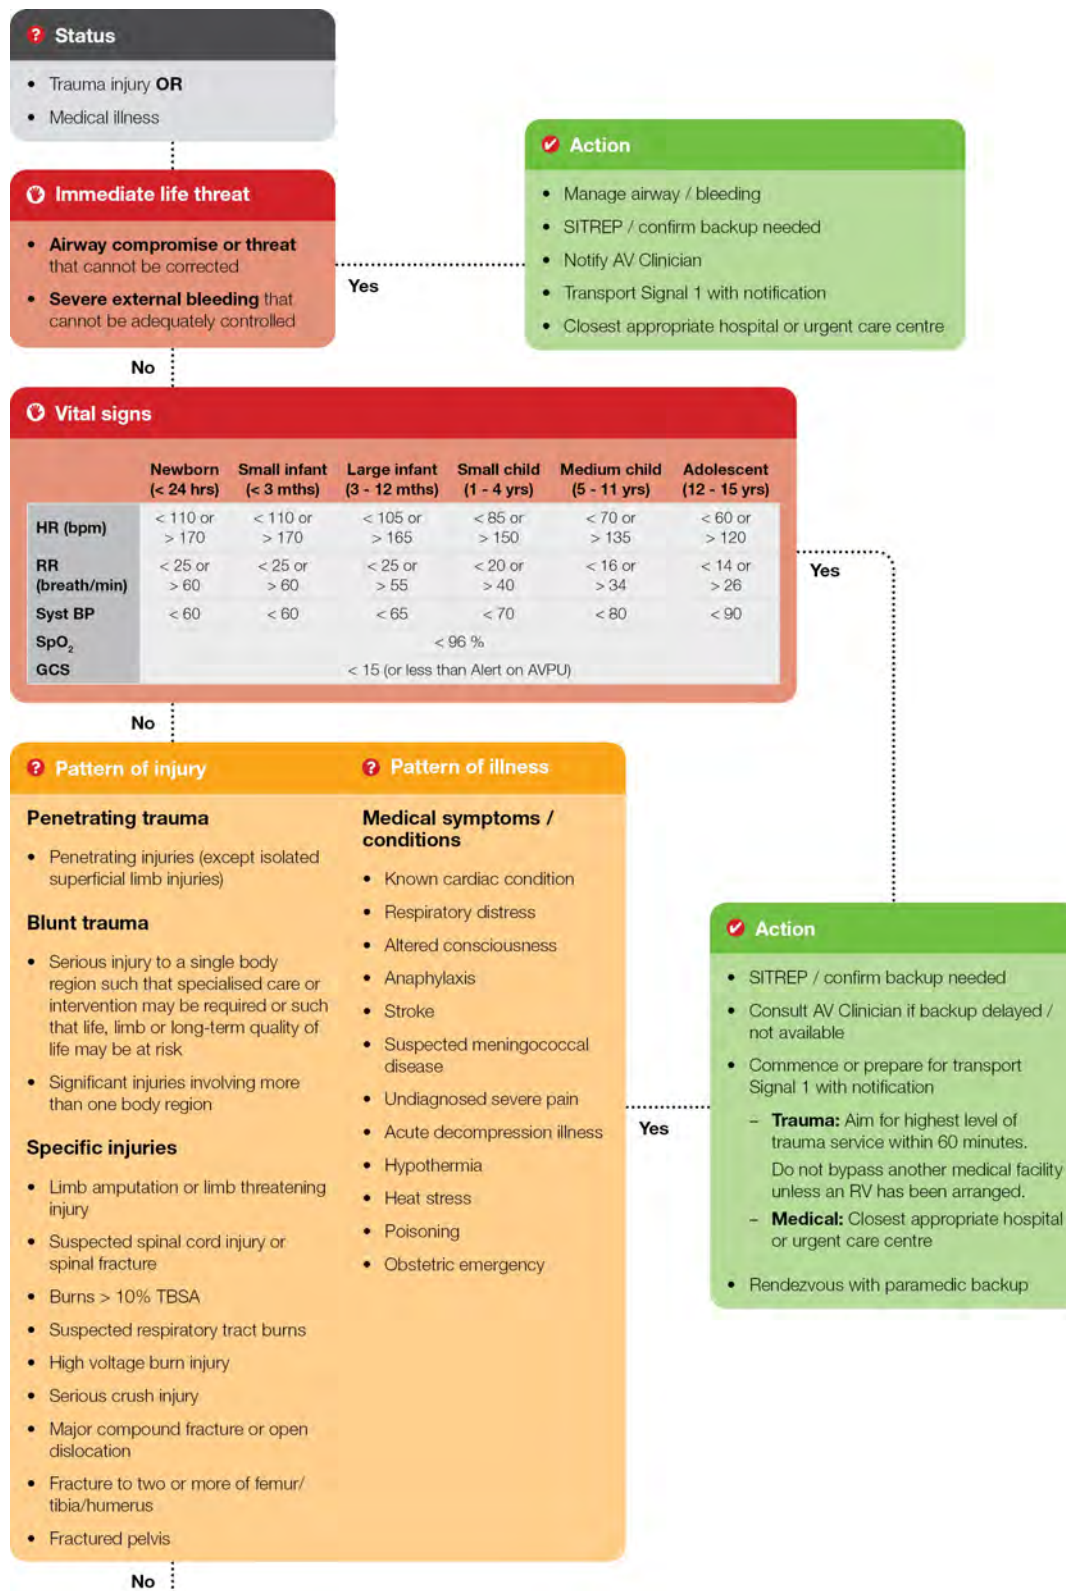 Status
• Trauma injury OR
• Medical illness
Immediate life threat
• Airway compromise or threat
that cannot be corrected
• Severe external bleeding that
cannot be adequately controlled
Yes
Action
• Manage airway / bleeding
• SITREP / confirm backup needed
• Notify AV Clinician
• Transport Signal 1 with notification
• Closest appropriate hospital or urgent care centre
No
Vital signs
Newborn Small infant Large infant Small child Medium child Adolescent
(< 24 hrs) (< 3 mths) (3 - 12 mths) (1 - 4 yrs) (5 - 11 yrs) (12 - 15 yrs)
HR (bpm) < 110 or < 110 or < 105 or < 85 or < 70 or < 60 or
> 170 > 170 > 165 > 150 > 135 > 120
RR < 25 or < 25 or < 25 or < 20 or < 16 or < 14 or
(breath/min) > 60 > 60 > 55 > 40 > 34 > 26
Syst BP < 60 < 60 < 65 < 70 < 80 < 90
SpO₂ < 96 %
GCS < 15 (or less than Alert on AVPU)
Yes
No
Pattern of injury
Penetrating trauma
• Penetrating injuries (except isolated
superficial limb injuries)
Blunt trauma
• Serious injury to a single body
region such that specialised care or
intervention may be required or such
that life, limb or long-term quality of
life may be at risk
• Significant injuries involving more
than one body region
Specific injuries
• Limb amputation or limb threatening
injury
• Suspected spinal cord injury or
spinal fracture
• Burns > 10% TBSA
• Suspected respiratory tract burns
• High voltage burn injury
• Serious crush injury
• Major compound fracture or open
dislocation
• Fracture to two or more of femur/
tibia/humerus
• Fractured pelvis
Pattern of illness
Medical symptoms /
conditions
• Known cardiac condition
• Respiratory distress
• Altered consciousness
• Anaphylaxis
• Stroke
• Suspected meningococcal
disease
• Undiagnosed severe pain
• Acute decompression illness
• Hypothermia
• Heat stress
• Poisoning
• Obstetric emergency
Yes
Action
• SITREP / confirm backup needed
• Consult AV Clinician if backup delayed /
not available
• Commence or prepare for transport
Signal 1 with notification
– Trauma: Aim for highest level of
trauma service within 60 minutes.
Do not bypass another medical facility
unless an RV has been arranged.
– Medical: Closest appropriate hospital
or urgent care centre
• Rendezvous with paramedic backup
No